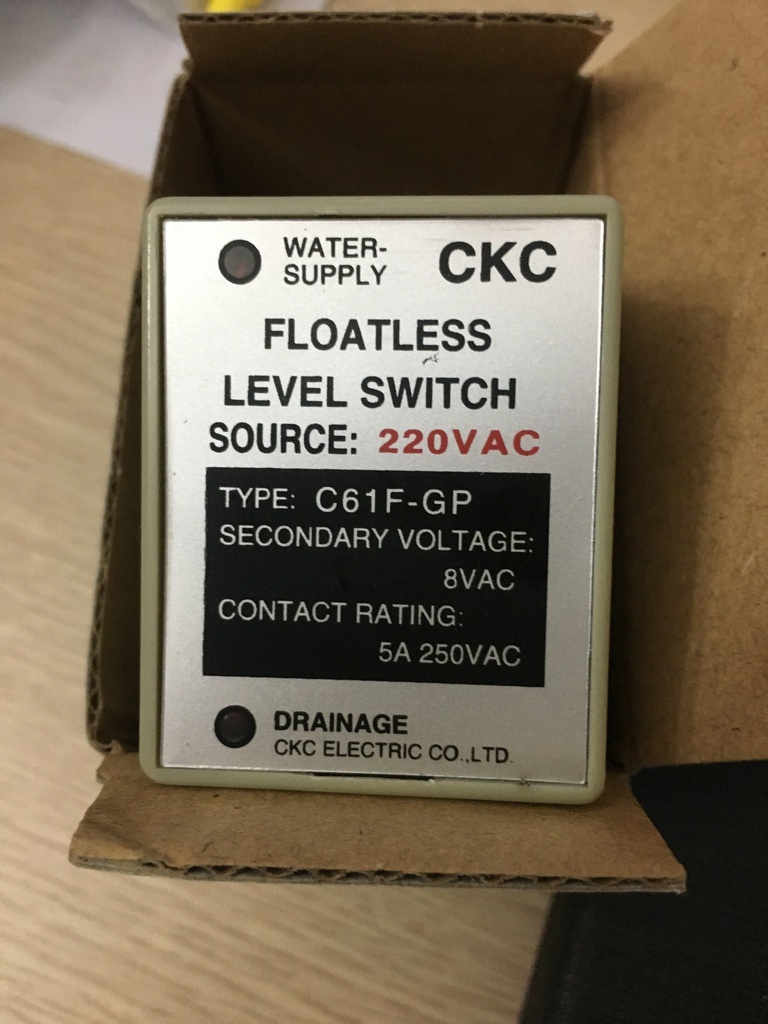 WATER-
SUPPLY
CKC
FLOATLESS
LEVEL SWITCH
SOURCE: 220VAC
TYPE: C61F-GP
SECONDARY VOLTAGE:
8VAC
CONTACT RATING:
5A 250VAC
DRAINAGE
CKC ELECTRIC CO.,LTD.